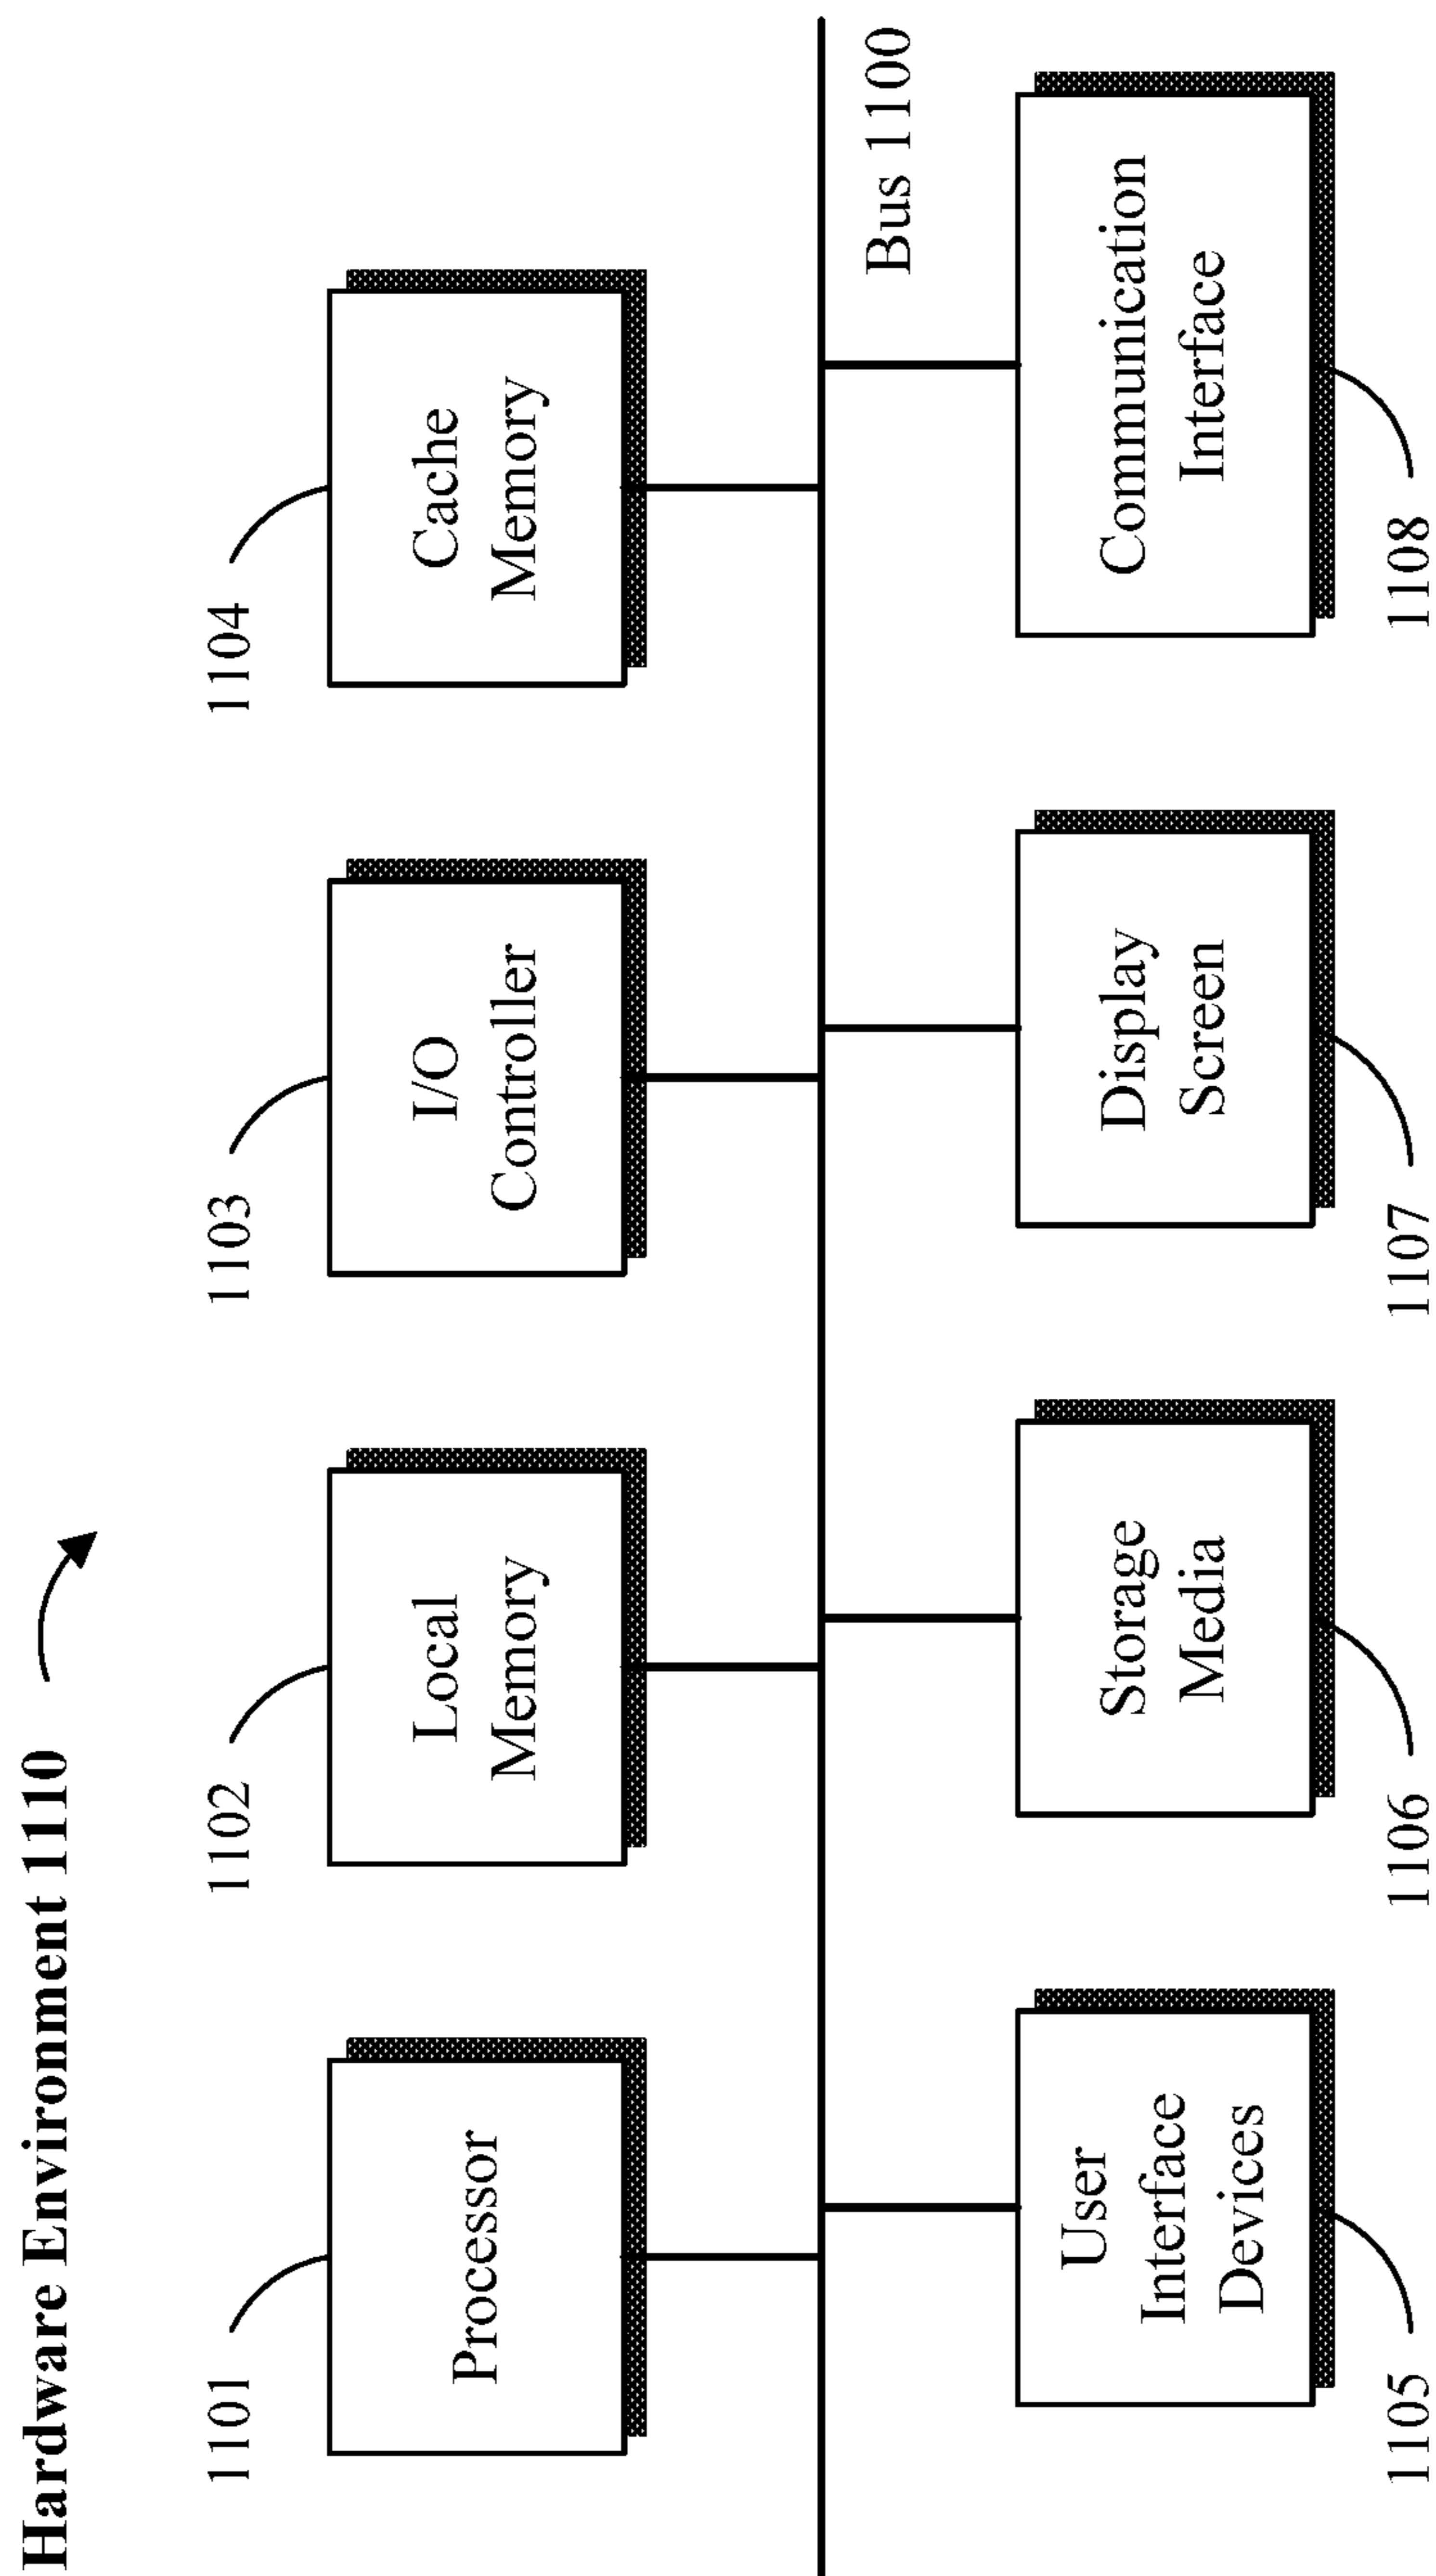 Hardware Environment 1110
1101
1102
1103
1104
Processor
Local
Memory
I/O
Controller
Cache
Memory
Bus 1100
User
Interface
Devices
Storage
Media
Display
Screen
Communication
Interface
1105
1106
1107
1108